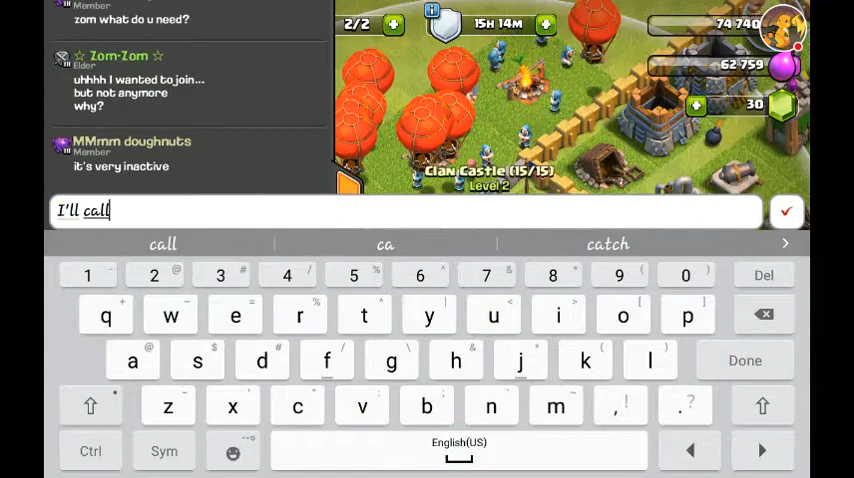 zom what do u need?
2/2
15H 14M
74 740
☆ Zom-Zom ☆
Elder
uhhhh I wanted to join...
but not anymore
why?
62 759
30
MMmm doughnuts
Member
it's very inactive
Clan Castle (15/15)
Level 2
I'll call
call ca catch >
1 - 2 @ 3 # 4 / 5 % 6 ^ 7 & 8 * 9 ( 0 ) Del
q + w - e = r % t ^ y | u < i > o [ p ]
a @ s $ d # f / g ^ h & j * k ( l ) Done
z - x ' c " v : b ; n ~ m ~ , ! . ?
Ctrl Sym English(US)